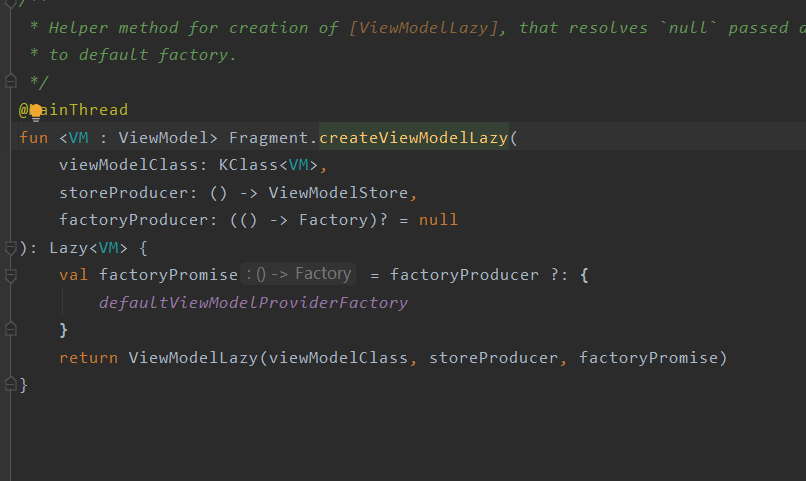 /**
* Helper method for creation of [ViewModelLazy], that resolves `null` passed a
* to default factory.
*/
@MainThread
fun <VM : ViewModel> Fragment.createViewModelLazy(
viewModelClass: KClass<VM>,
storeProducer: () -> ViewModelStore,
factoryProducer: (() -> Factory)? = null
): Lazy<VM> {
val factoryPromise : () -> Factory = factoryProducer ?: {
defaultViewModelProviderFactory
}
return ViewModelLazy(viewModelClass, storeProducer, factoryPromise)
}